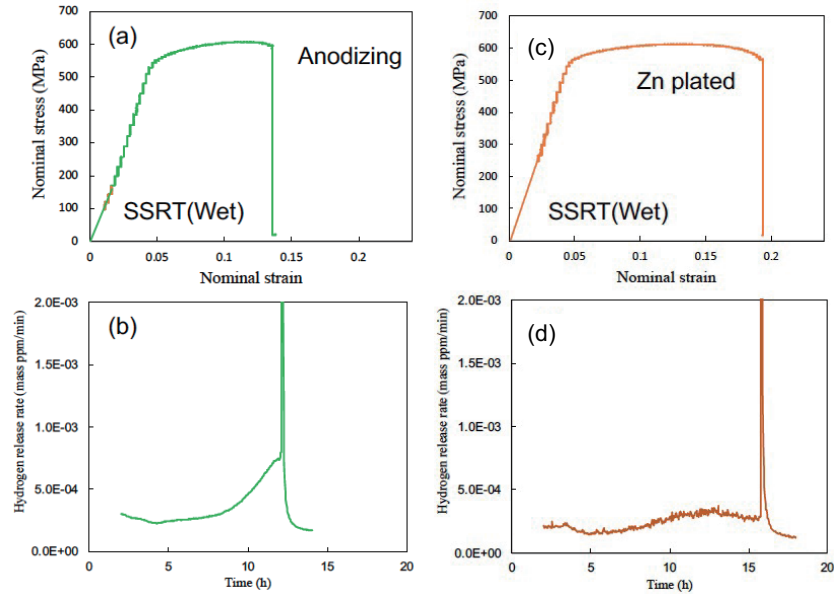 (a)
Anodizing
SSRT(Wet)
Nominal stress (MPa)
700
600
500
400
300
200
100
0
0
0.05
0.1
0.15
0.2
Nominal strain
(c)
Zn plated
SSRT(Wet)
Nominal stress (MPa)
700
600
500
400
300
200
100
0
0
0.05
0.1
0.15
0.2
Nominal strain
(b)
Hydrogen release rate (mass ppm/min)
2.0E-03
1.5E-03
1.0E-03
5.0E-04
0.0E+00
0
5
10
15
20
Time (h)
(d)
Hydrogen release rate (mass ppm/min)
2.0E-03
1.5E-03
1.0E-03
5.0E-04
0.0E+00
0
5
10
15
20
Time (h)